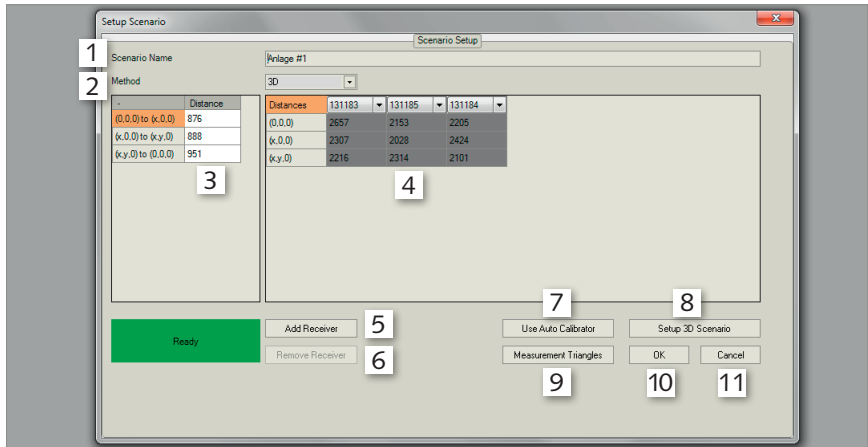 Setup Scenario
Scenario Setup
1 Scenario Name Anlage #1
2 Method 3D
- Distance
(0,0,0) to (x,0,0) 876
(x,0,0) to (x,y,0) 888
(x,y,0) to (0,0,0) 951
3
Distances 131183 131185 131184
(0,0,0) 2657 2153 2205
(x,0,0) 2307 2028 2424
(x,y,0) 2216 2314 2101
4
Ready
Add Receiver 5
Remove Receiver 6
7 8
Use Auto Calibrator Setup 3D Scenario
Measurement Triangles OK Cancel
9 10 11